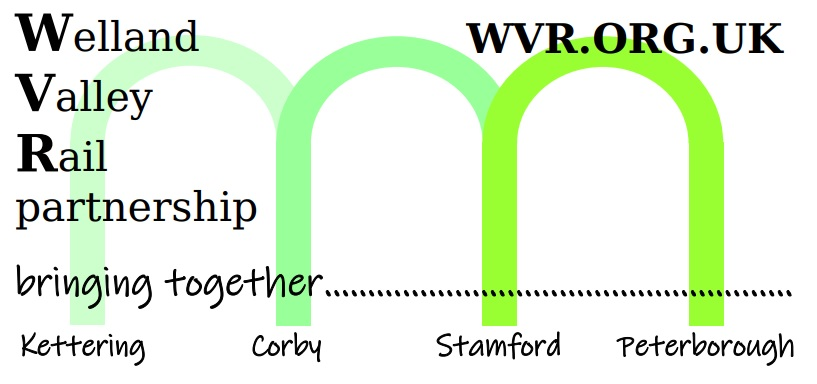 Welland
WVR.ORG.UK
Valley
Rail
partnership
bringing together......................................................
Kettering Corby Stamford Peterborough